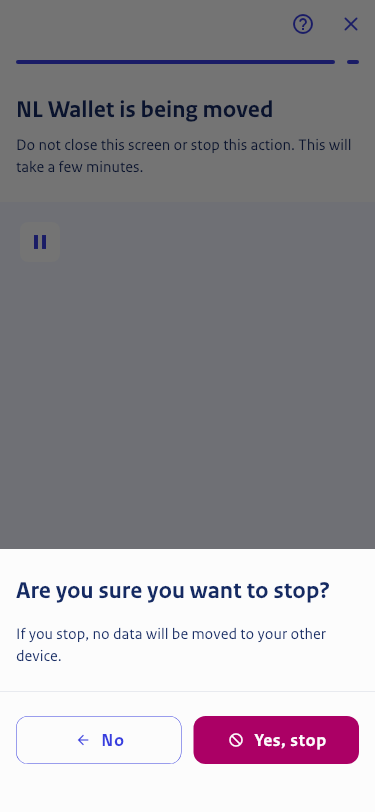 NL Wallet is being moved
Do not close this screen or stop this action. This will
take a few minutes.
Are you sure you want to stop?
If you stop, no data will be moved to your other
device.
No
Yes, stop